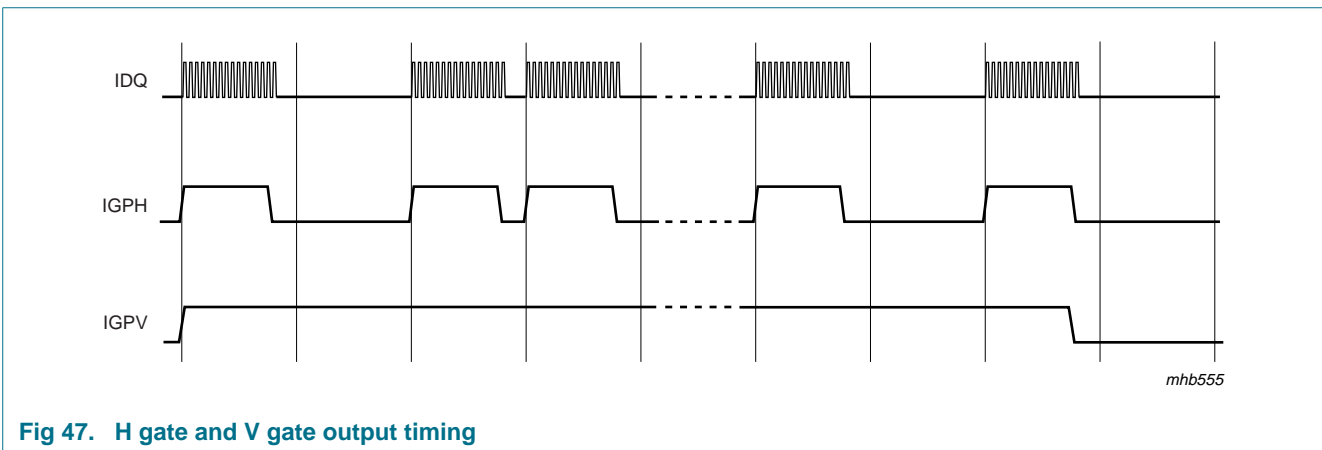 IDQ
IGPH
IGPV
mhb555
Fig 47. H gate and V gate output timing